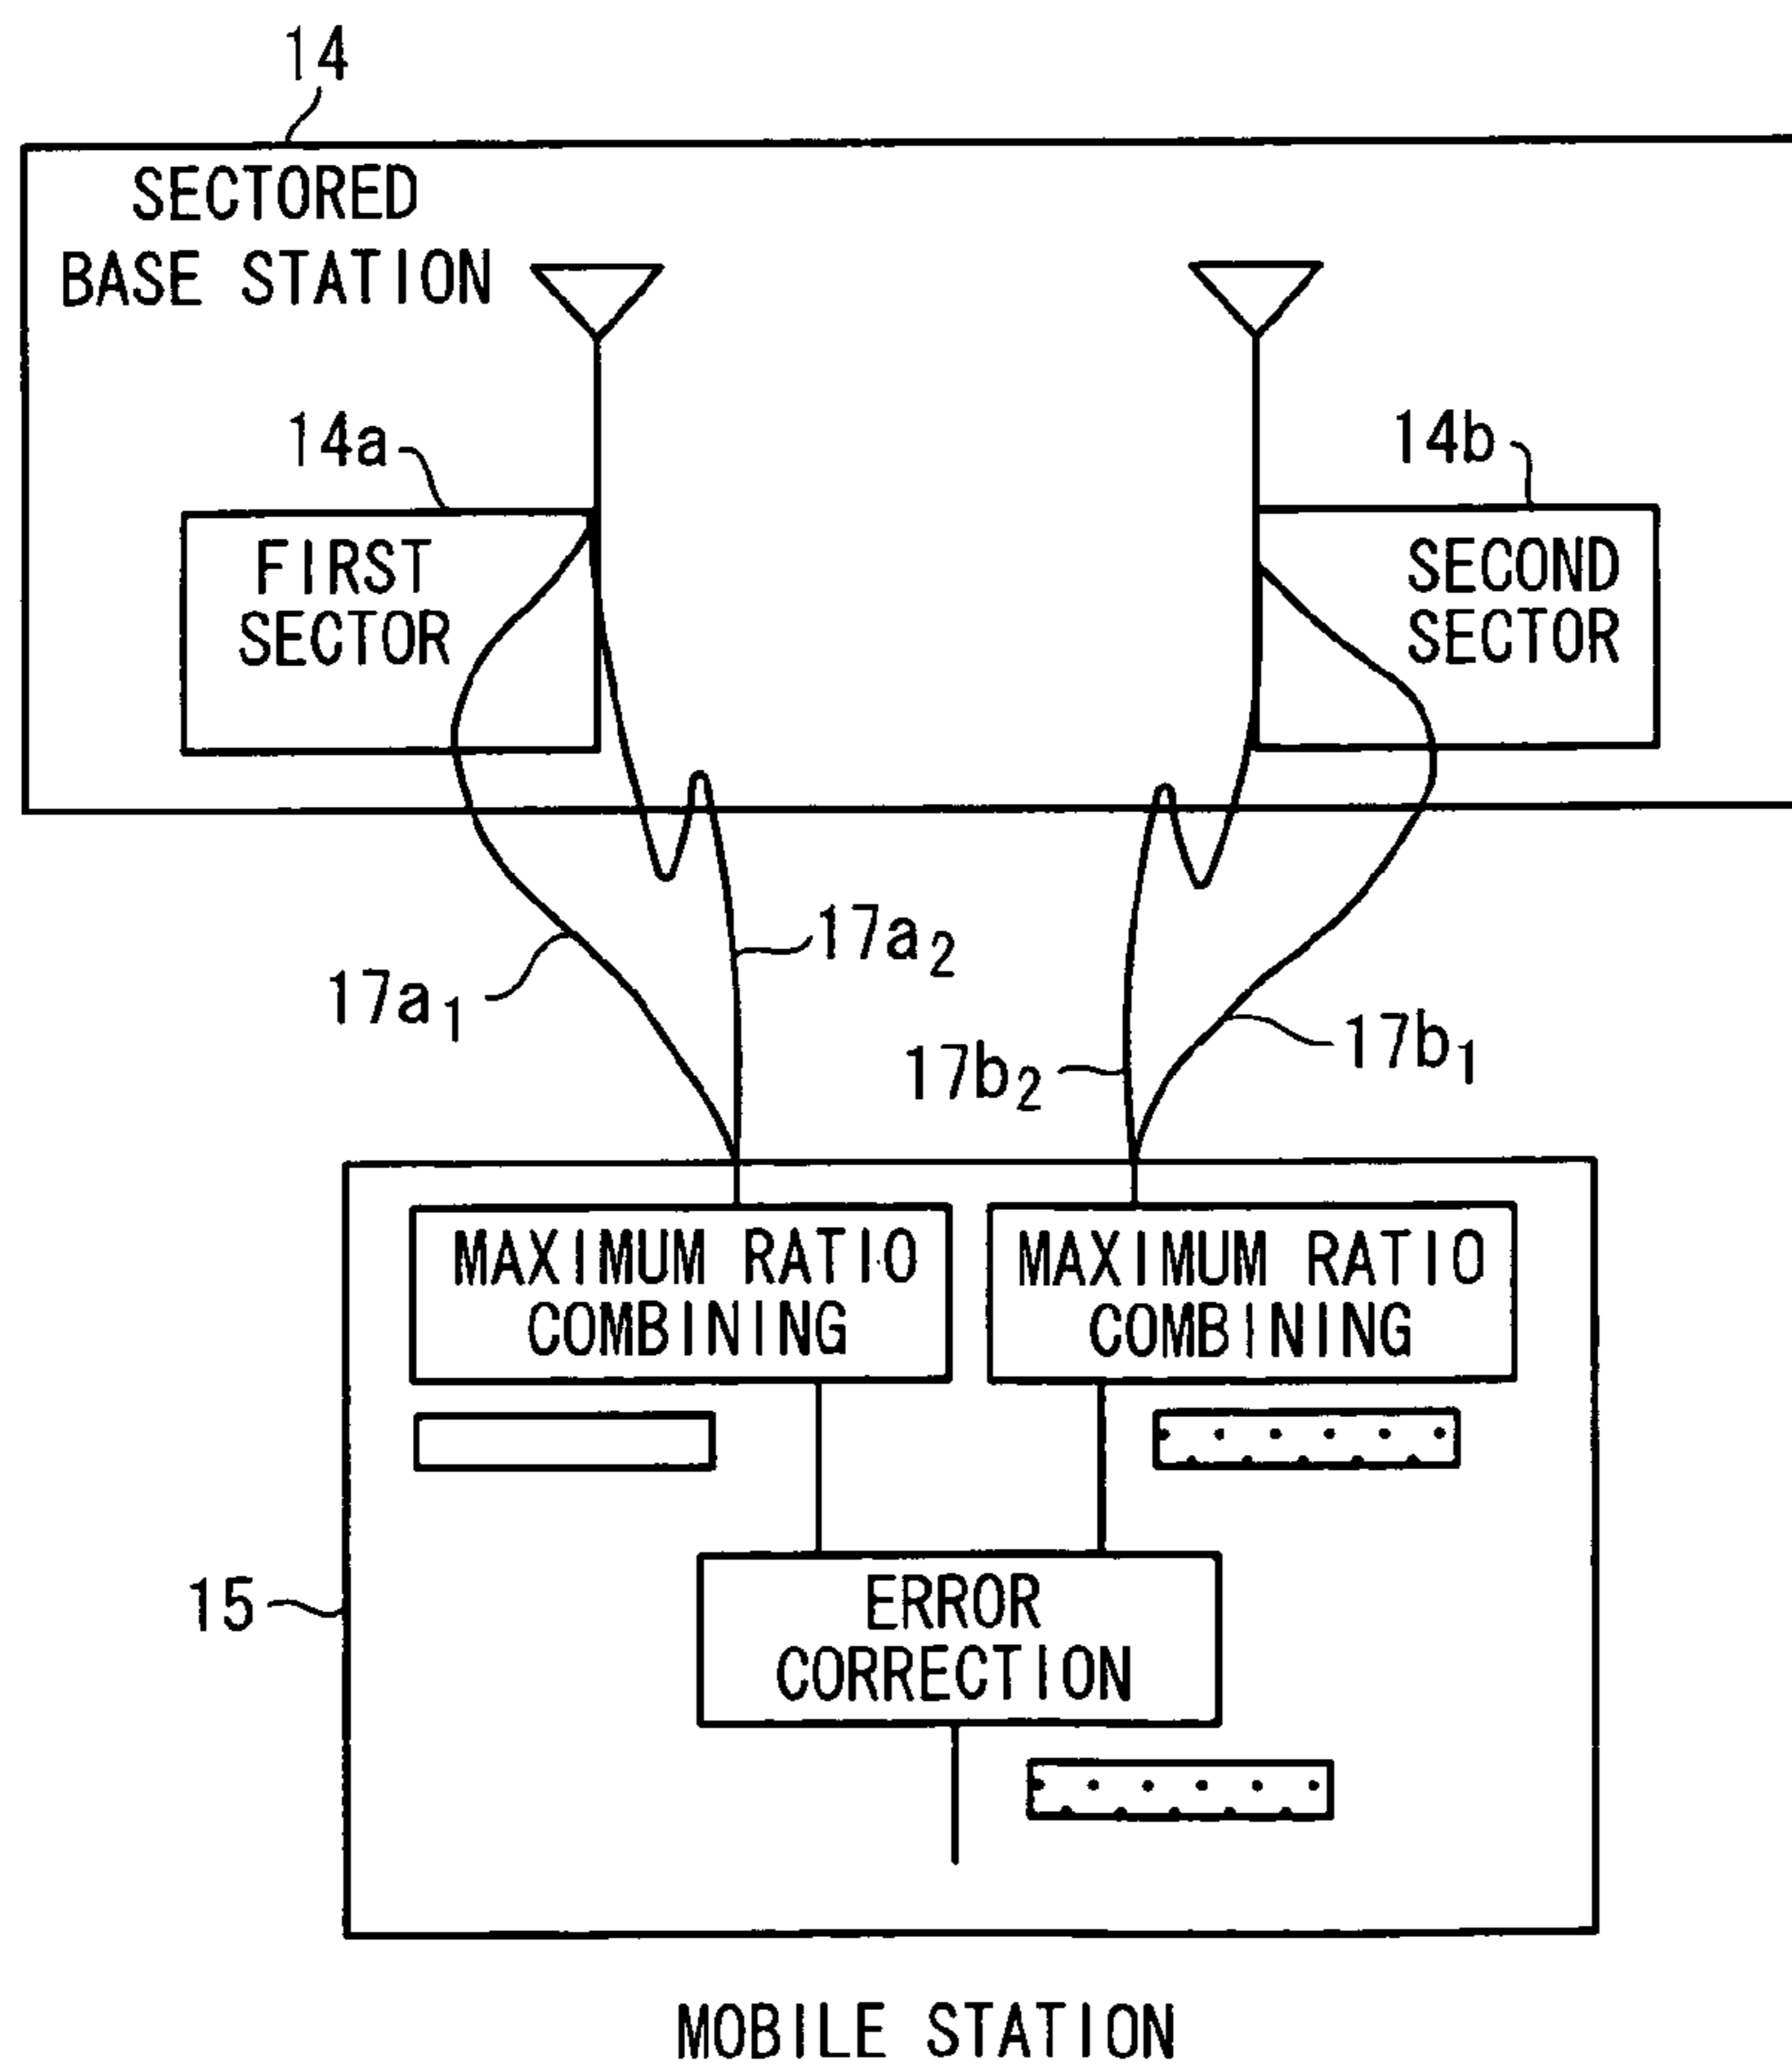 14
SECTORED
BASE STATION
14a
14b
FIRST
SECTOR
SECOND
SECTOR
17a2
17a1
17b2
17b1
MAXIMUM RATIO
COMBINING
MAXIMUM RATIO
COMBINING
15
ERROR
CORRECTION
MOBILE STATION